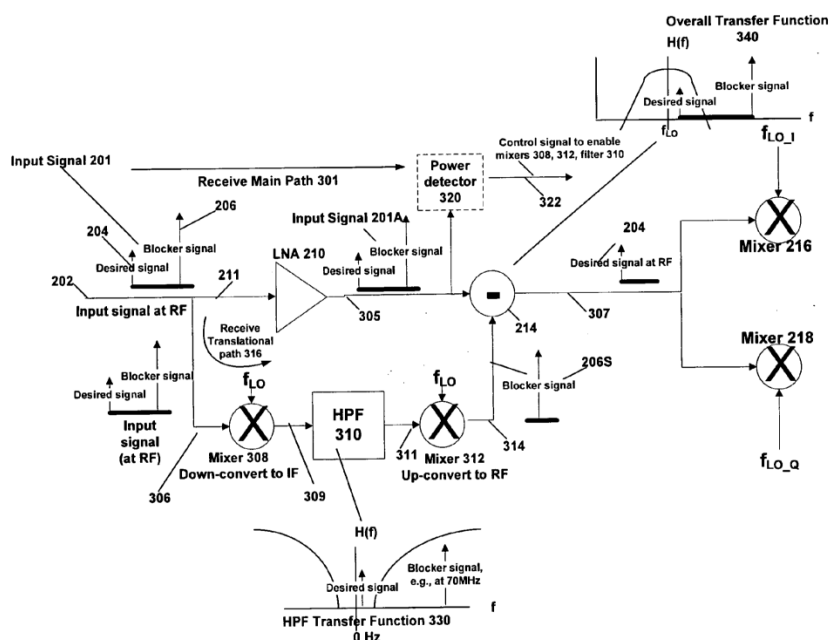 Overall Transfer Function
340
H(f)
Blocker signal
Desired signal
f
fLO
fLO_I
Control signal to enable
mixers 308, 312, filter 310
322
Input Signal 201
Receive Main Path 301
Power
detector
320
206
204
Blocker signal
Desired signal
Input Signal 201A
Blocker signal
Desired signal
LNA 210
204
Desired signal at RF
Mixer 216
202
211
Input signal at RF
305
-
214
307
Receive
Translational
path 316
Mixer 218
206S
Blocker signal
Blocker signal
Desired signal
Input
signal
(at RF)
fLO
fLO
HPF
310
Mixer 308
Down-convert to IF
311
Mixer 312
Up-convert to RF
314
fLO_Q
306
309
H(f)
Blocker signal,
e.g., at 70MHz
Desired signal
f
HPF Transfer Function 330
0 Hz